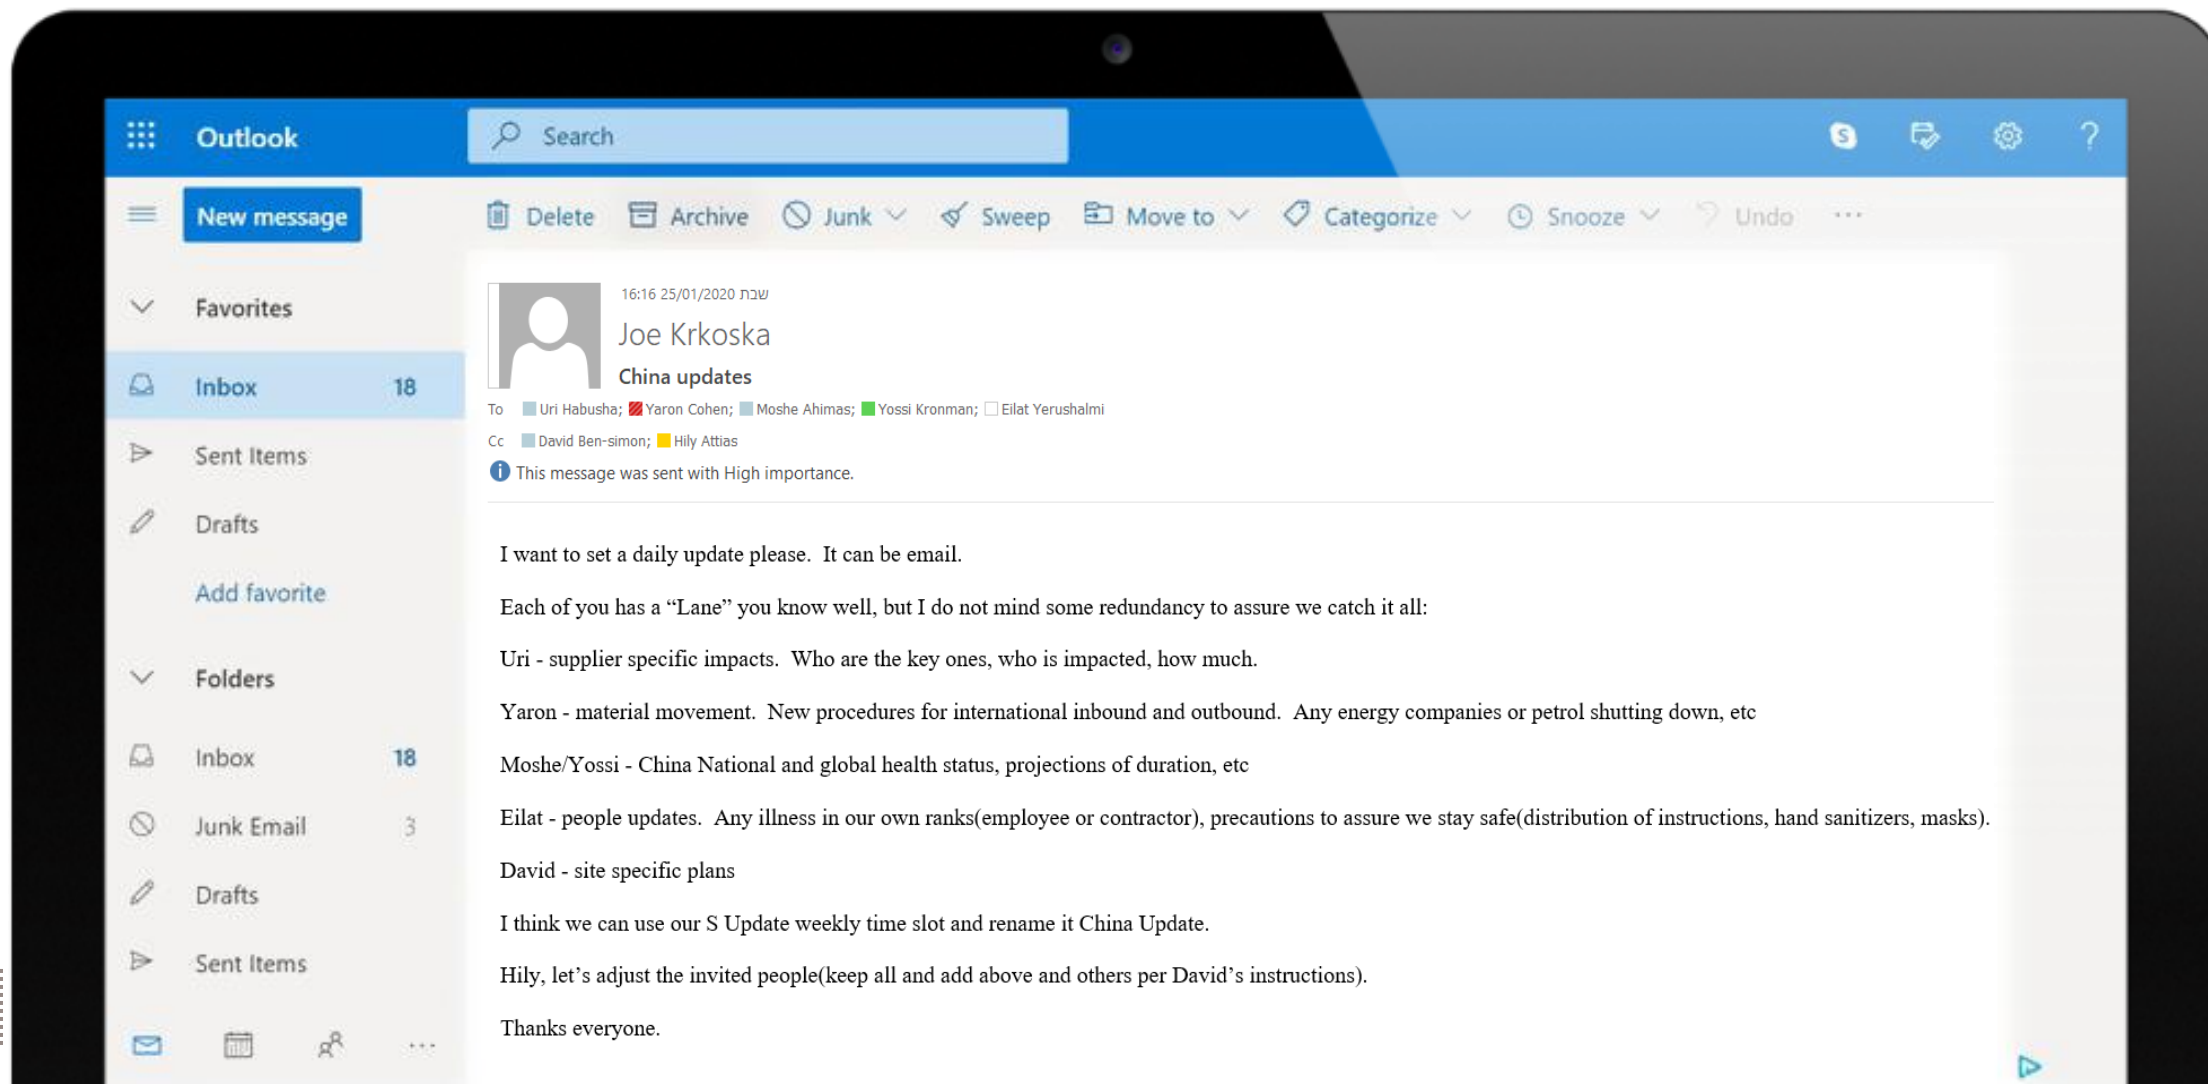 Outlook
Search
?
New message
Delete
Archive
Junk
Sweep
Move to
Categorize
Snooze
Undo
...
Favorites
Inbox 18
Sent Items
Drafts
Add favorite
Folders
Inbox 18
Junk Email 3
Drafts
Sent Items
...
שבת 25/01/2020 16:16
Joe Krkoska
China updates
To Uri Habusha; Yaron Cohen; Moshe Ahimas; Yossi Kronman; Eilat Yerushalmi
Cc David Ben-simon; Hily Attias
This message was sent with High importance.
I want to set a daily update please. It can be email.
Each of you has a “Lane” you know well, but I do not mind some redundancy to assure we catch it all:
Uri - supplier specific impacts. Who are the key ones, who is impacted, how much.
Yaron - material movement. New procedures for international inbound and outbound. Any energy companies or petrol shutting down, etc
Moshe/Yossi - China National and global health status, projections of duration, etc
Eilat - people updates. Any illness in our own ranks(employee or contractor), precautions to assure we stay safe(distribution of instructions, hand sanitizers, masks).
David - site specific plans
I think we can use our S Update weekly time slot and rename it China Update.
Hily, let’s adjust the invited people(keep all and add above and others per David’s instructions).
Thanks everyone.